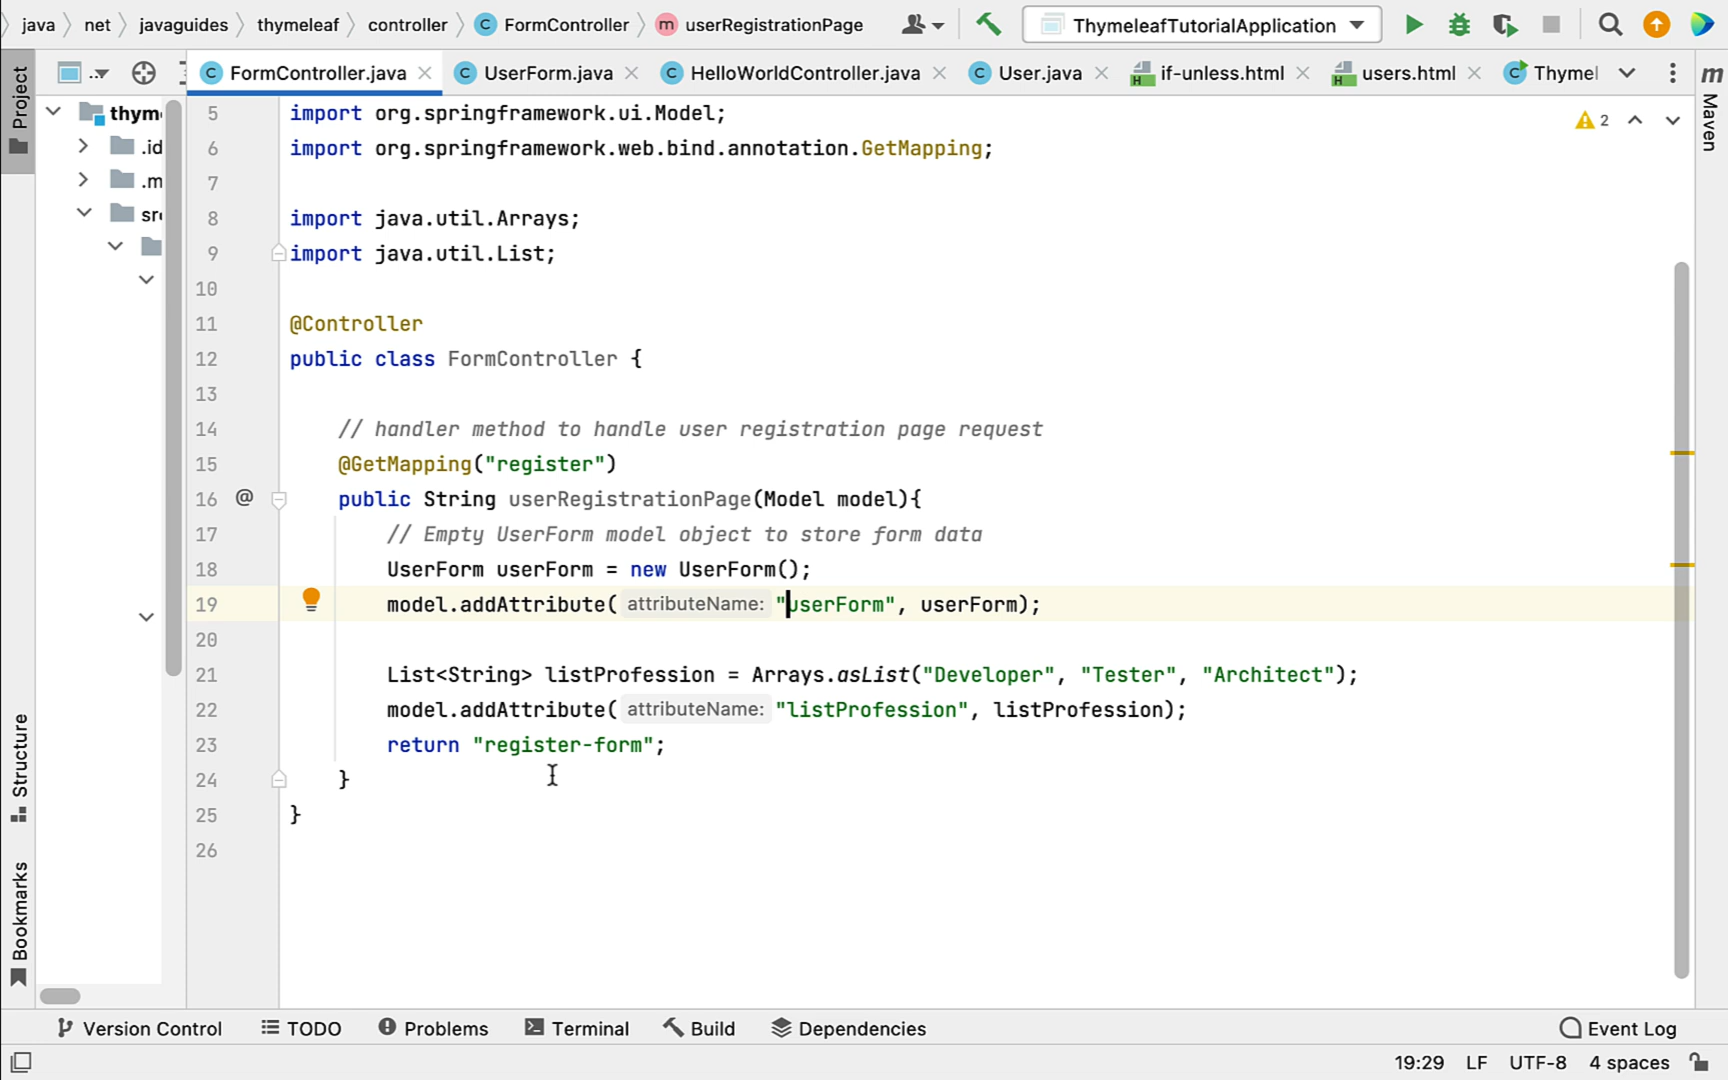 java net javaguides thymeleaf controller FormController userRegistrationPage ThymeleafTutorialApplication
FormController.java UserForm.java HelloWorldController.java User.java if-unless.html users.html Thymel
Project
thym
.id
.m
src
Structure
Bookmarks
Maven
2
5 import org.springframework.ui.Model;
6 import org.springframework.web.bind.annotation.GetMapping;
7
8 import java.util.Arrays;
9 import java.util.List;
10
11 @Controller
12 public class FormController {
13
14 // handler method to handle user registration page request
15 @GetMapping("register")
16 public String userRegistrationPage(Model model){
17 // Empty UserForm model object to store form data
18 UserForm userForm = new UserForm();
19 model.addAttribute( attributeName: "userForm", userForm);
20
21 List<String> listProfession = Arrays.asList("Developer", "Tester", "Architect");
22 model.addAttribute( attributeName: "listProfession", listProfession);
23 return "register-form";
24 }
25 }
26
Version Control TODO Problems Terminal Build Dependencies Event Log
19:29 LF UTF-8 4 spaces